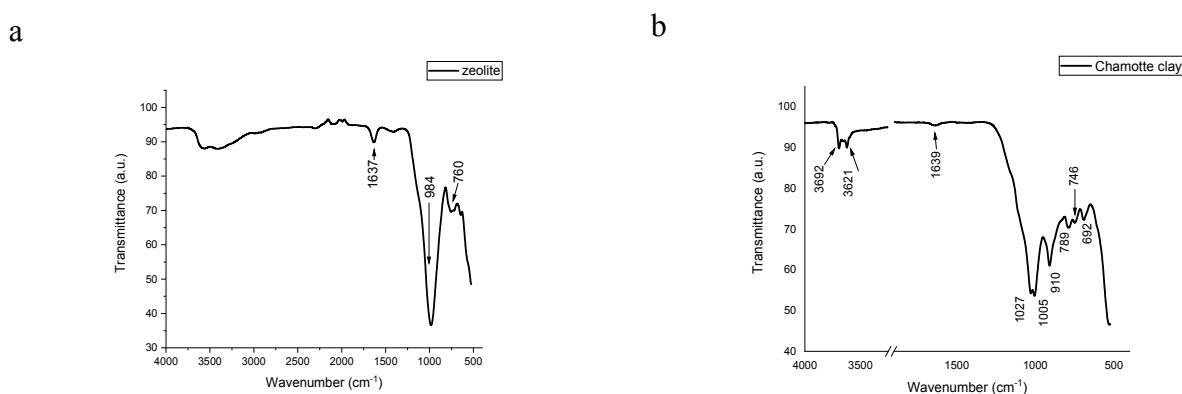 a
zeolite
100
90
80
70
60
50
40
30
Transmittance (a.u.)
1637
984
760
4000 3500 3000 2500 2000 1500 1000 500
Wavenumber (cm⁻¹)
b
Chamotte clay
100
90
80
70
60
50
40
Transmittance (a.u.)
3692
3621
1639
1027
1005
910
789
746
692
4000 3500 1500 1000 500
Wavenumber (cm⁻¹)